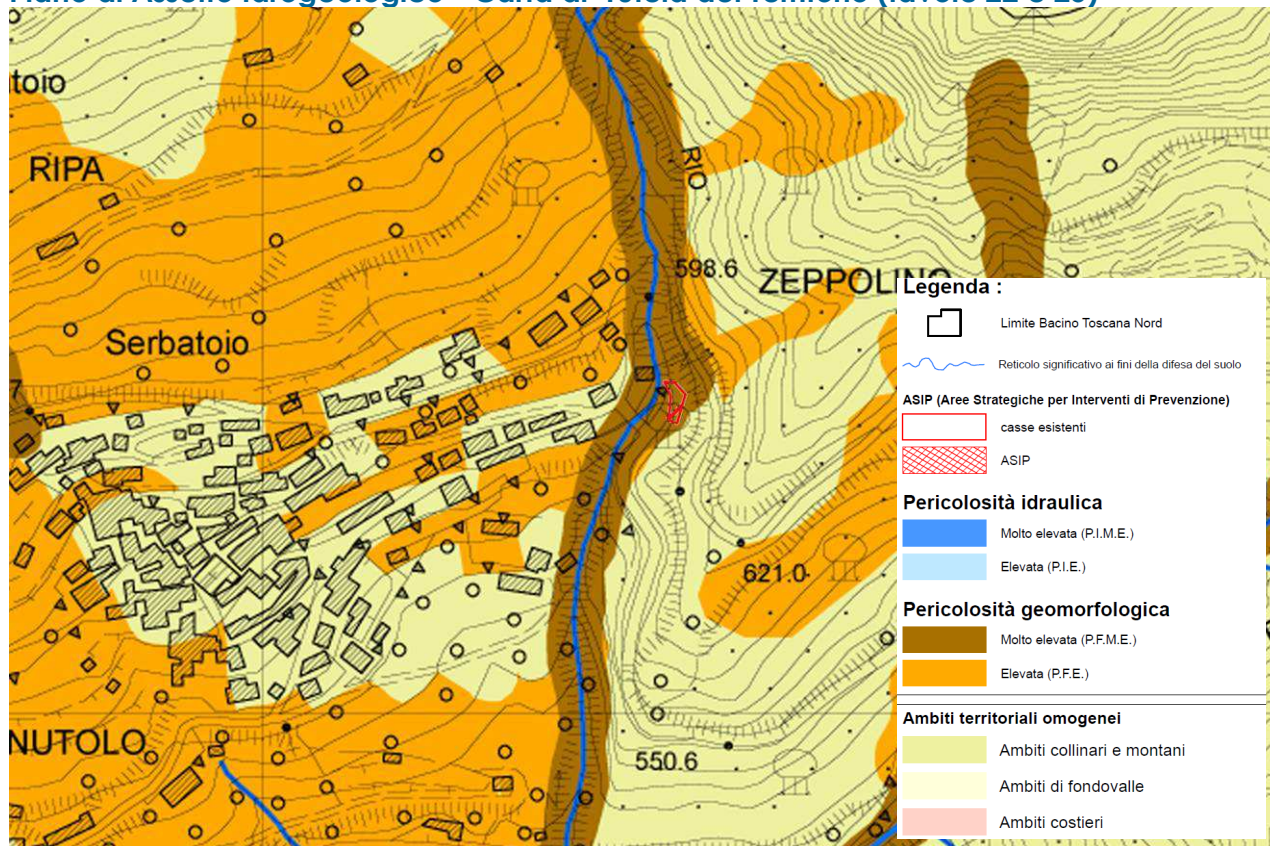 toio
RIPA
RIO
598.6
ZEPPOLINO
Serbatoio
7
621.0
NUTOLO
550.6
Legenda :
Limite Bacino Toscana Nord
Reticolo significativo ai fini della difesa del suolo
ASIP (Aree Strategiche per Interventi di Prevenzione)
casse esistenti
ASIP
Pericolosità idraulica
Molto elevata (P.I.M.E.)
Elevata (P.I.E.)
Pericolosità geomorfologica
Molto elevata (P.F.M.E.)
Elevata (P.F.E.)
Ambiti territoriali omogenei
Ambiti collinari e montani
Ambiti di fondovalle
Ambiti costieri